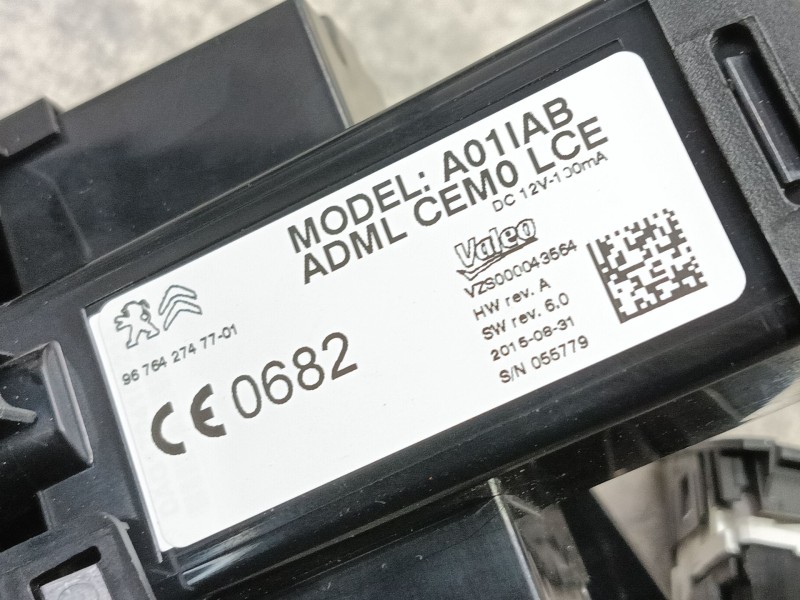 MODEL: A01IAB
ADML CEM0 LCE
DC 12V-100mA
Valeo
VZS000043564
HW rev. A
SW rev. 6.0
2015-08-31
S/N 055779
96 764 274 77-01
CE 0682